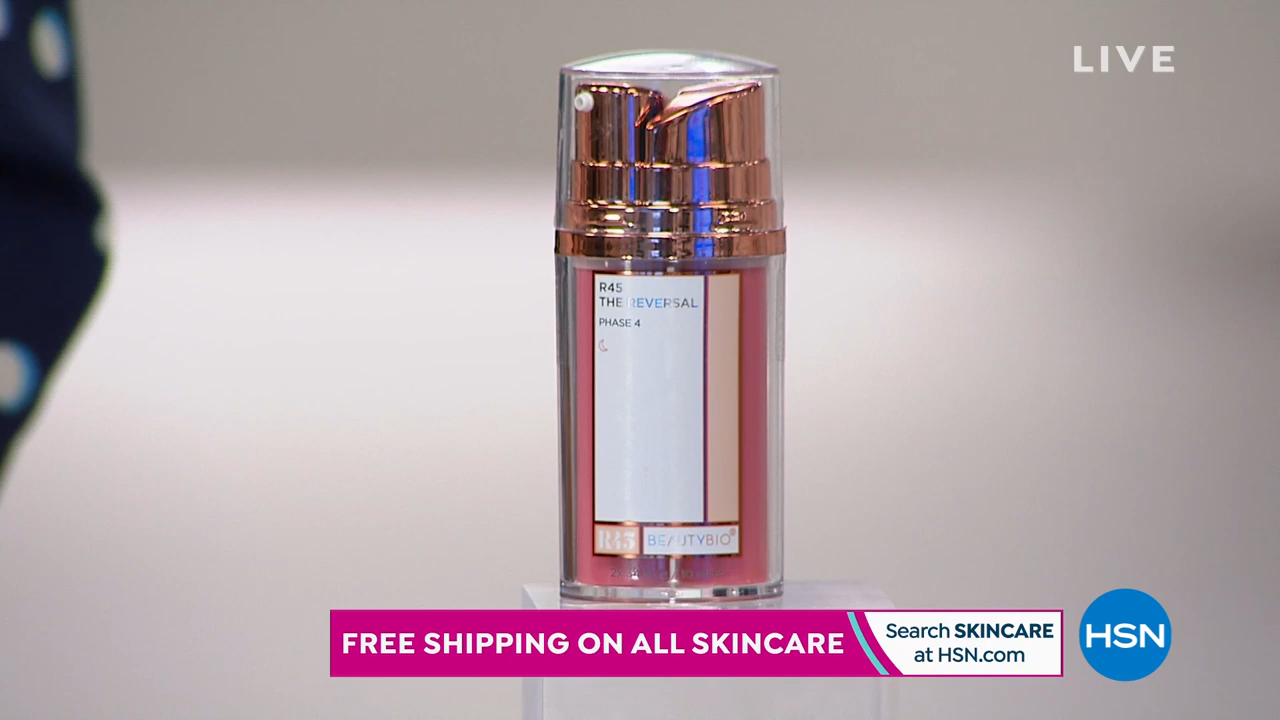 LIVE
R45
THE REVERSAL
PHASE 4
R45
BEAUTYBIO
FREE SHIPPING ON ALL SKINCARE
Search SKINCARE
at HSN.com
HSN